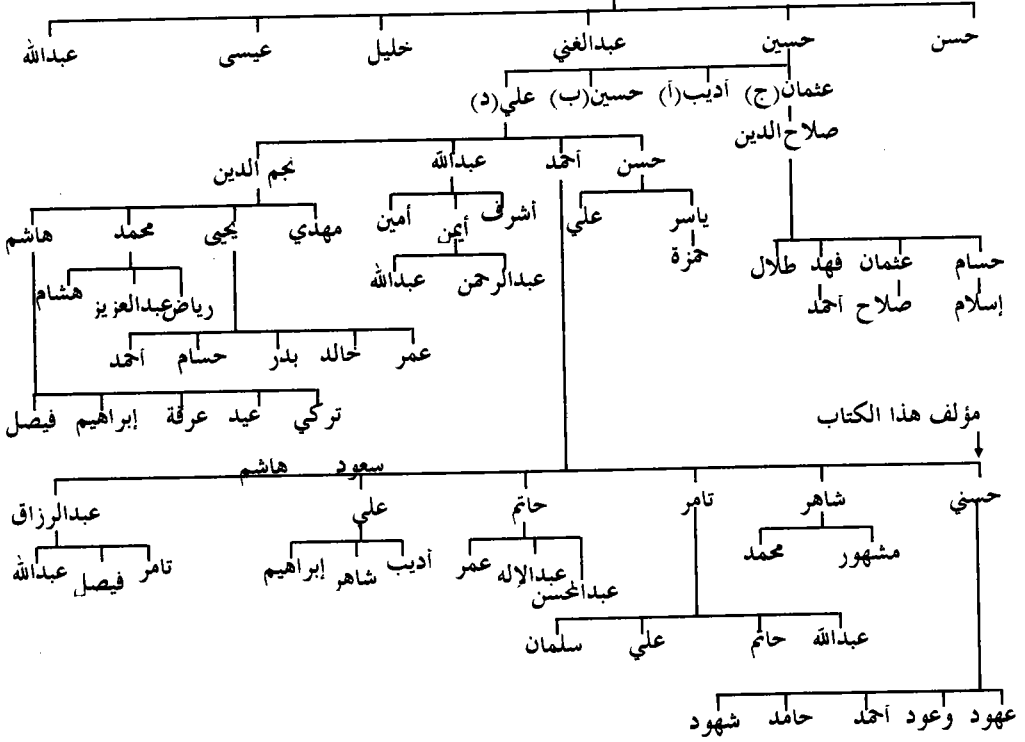 حسن حسين عبدالغني خليل عيسى عبدالله
عثمان (ج) أديب (أ) حسين (ب) علي (د)
صلاح الدين
حسن أحمد عبدالله نجم الدين
ياسر علي أشرف أيمن أمين مهدي يحيى محمد هاشم
حمزة
حسام عثمان فهد طلال عبدالرحمن عبدالله
إسلام صلاح أحمد رياض عبدالعزيز هشام
عمر خالد بدر حسام أحمد
تركي عيد عرقة إبراهيم فيصل
مؤلف هذا الكتاب
سعود هاشم
حسني شاهر تامر حاتم علي عبدالرزاق
مشهور محمد عبدالمحسن عبدالإله عمر أديب شاهر إبراهيم تامر فيصل عبدالله
عبدالله حاتم علي سلمان
عهود وعود أحمد حامد شهود